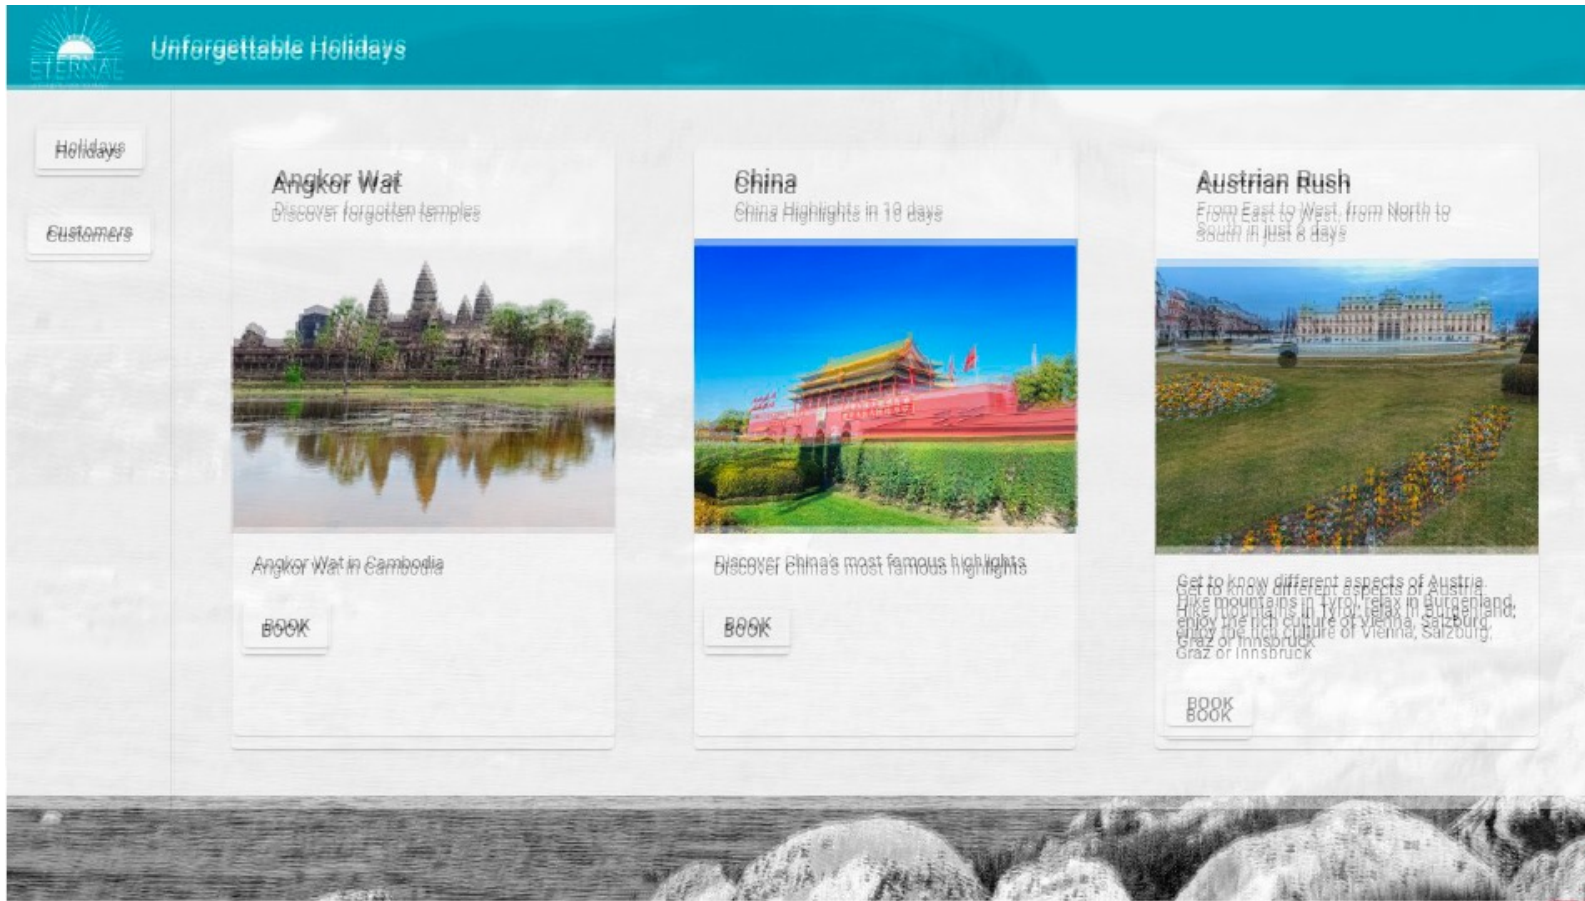 ETERNAL
Unforgettable Holidays
Holidays
Customers
Angkor Wat
Discover forgotten temples
Angkor Wat in Cambodia
BOOK
China
China Highlights in 10 days
Discover China's most famous highlights
BOOK
Austrian Rush
From East to West, from North to
South in just 8 days
Get to know different aspects of Austria.
Hike mountains in Tyrol, relax in Burgenland,
enjoy the rich culture of Vienna, Salzburg,
Graz or Innsbruck
BOOK